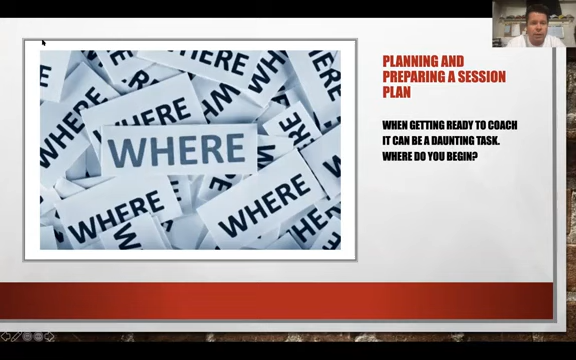 PLANNING AND
PREPARING A SESSION
PLAN
WHEN GETTING READY TO COACH
IT CAN BE A DAUNTING TASK.
WHERE DO YOU BEGIN?
WHERE
WHERE
WHERE
WHERE
WHERE
WHERE